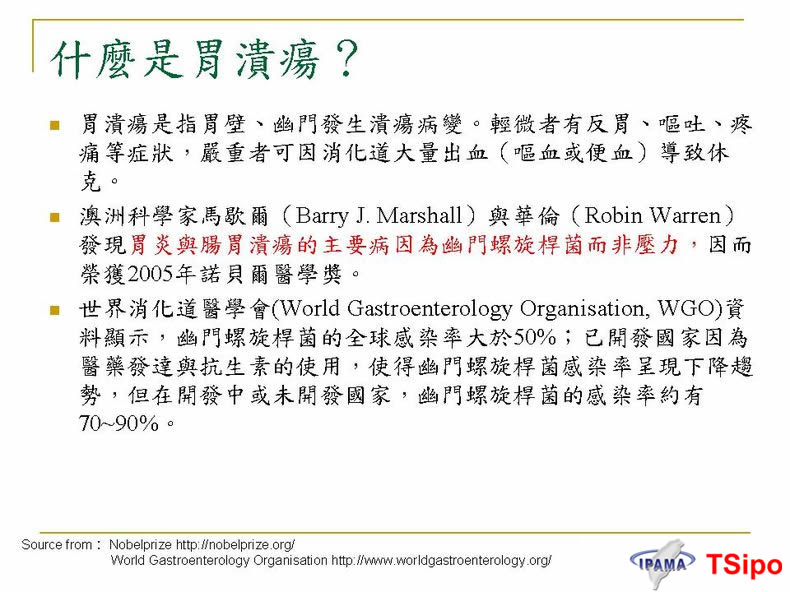 什麼是胃潰瘍？
胃潰瘍是指胃壁、幽門發生潰瘍病變。輕微者有反胃、嘔吐、疼
痛等症狀，嚴重者可因消化道大量出血（嘔血或便血）導致休
克。
澳洲科學家馬歇爾（Barry J. Marshall）與華倫（Robin Warren）
發現胃炎與腸胃潰瘍的主要病因為幽門螺旋桿菌而非壓力，因而
榮獲2005年諾貝爾醫學獎。
世界消化道醫學會(World Gastroenterology Organisation, WGO)資
料顯示，幽門螺旋桿菌的全球感染率大於50%；已開發國家因為
醫藥發達與抗生素的使用，使得幽門螺旋桿菌感染率呈現下降趨
勢，但在開發中或未開發國家，幽門螺旋桿菌的感染率約有
70~90%。
Source from： Nobelprize http://nobelprize.org/
World Gastroenterology Organisation http://www.worldgastroenterology.org/
IPAMA TSipo